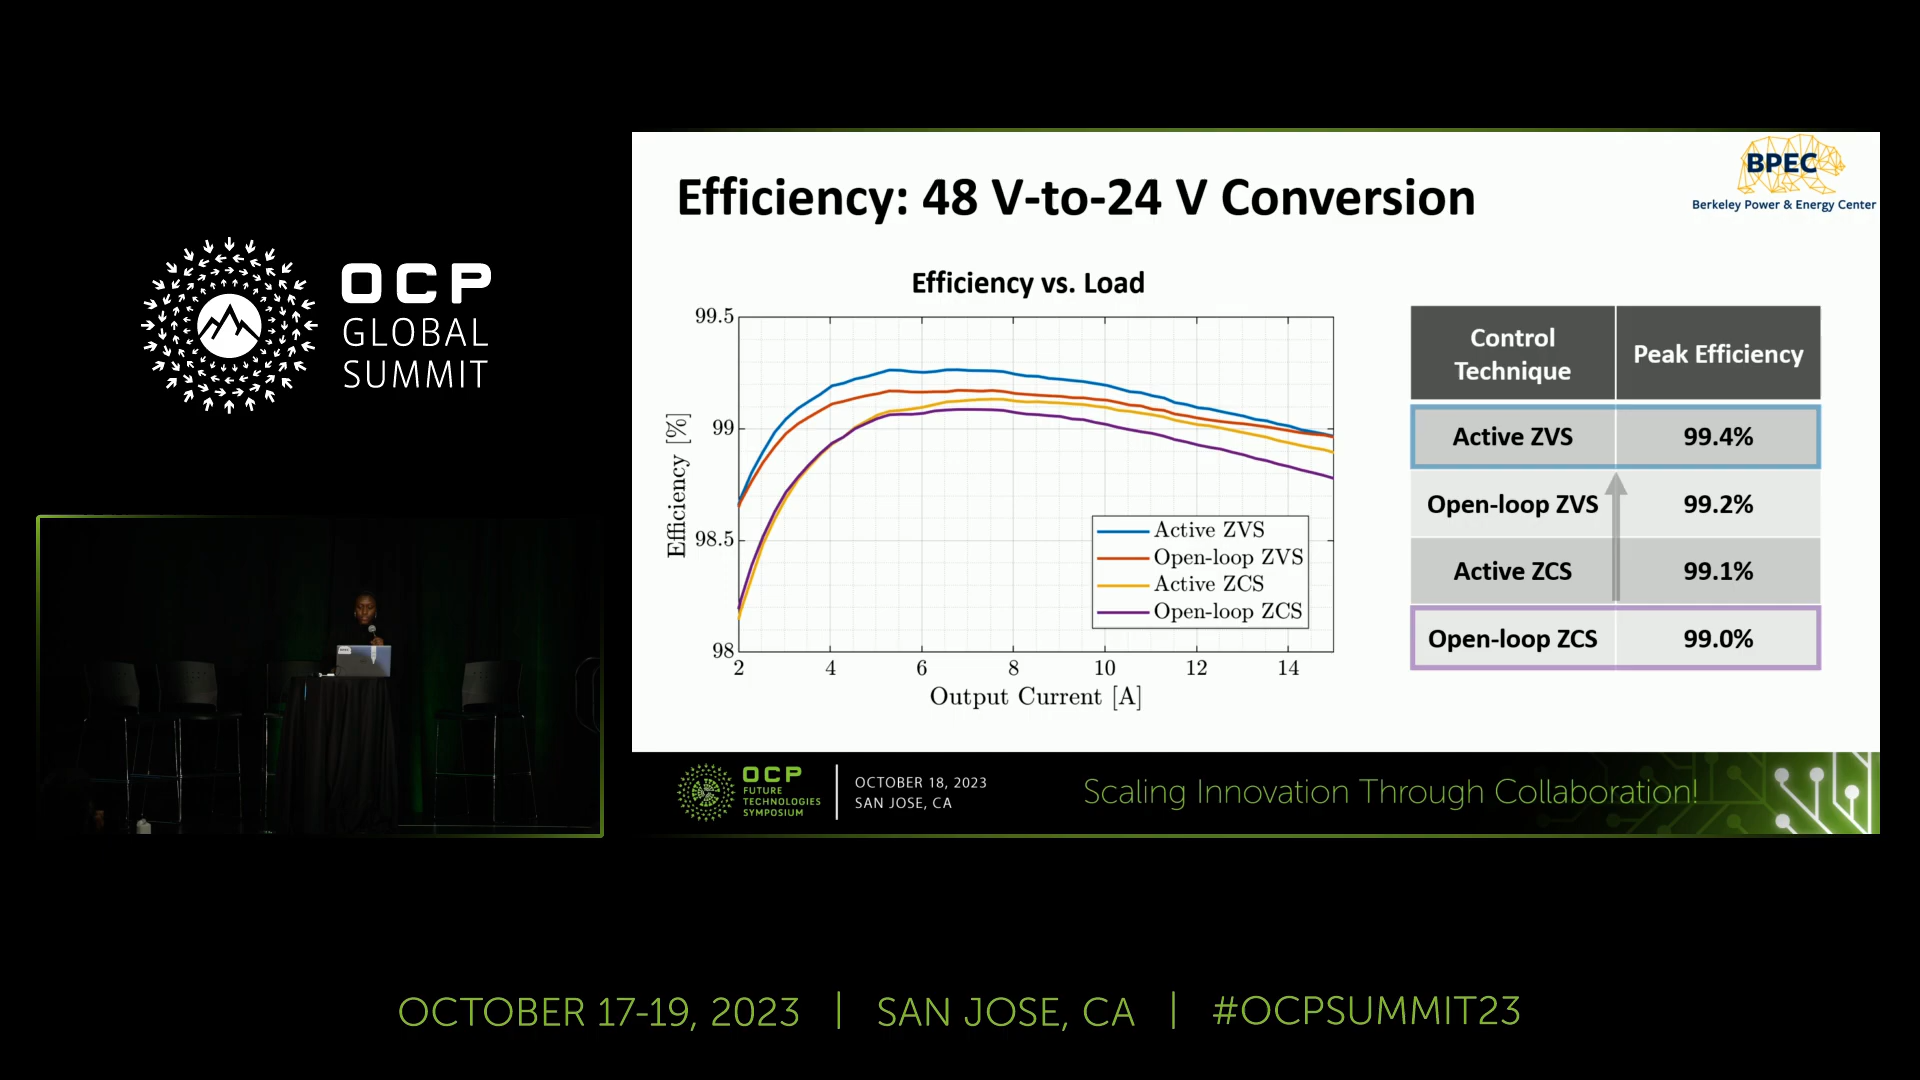 OCP
GLOBAL
SUMMIT
BPEC
Berkeley Power & Energy Center
Efficiency: 48 V-to-24 V Conversion
Efficiency vs. Load
Efficiency [%]
99.5
99
98.5
98
2 4 6 8 10 12 14
Output Current [A]
Active ZVS
Open-loop ZVS
Active ZCS
Open-loop ZCS
Control Technique Peak Efficiency
Active ZVS 99.4%
Open-loop ZVS 99.2%
Active ZCS 99.1%
Open-loop ZCS 99.0%
OCP
FUTURE
TECHNOLOGIES
SYMPOSIUM
OCTOBER 18, 2023
SAN JOSE, CA
Scaling Innovation Through Collaboration!
OCTOBER 17-19, 2023 | SAN JOSE, CA | #OCPSUMMIT23